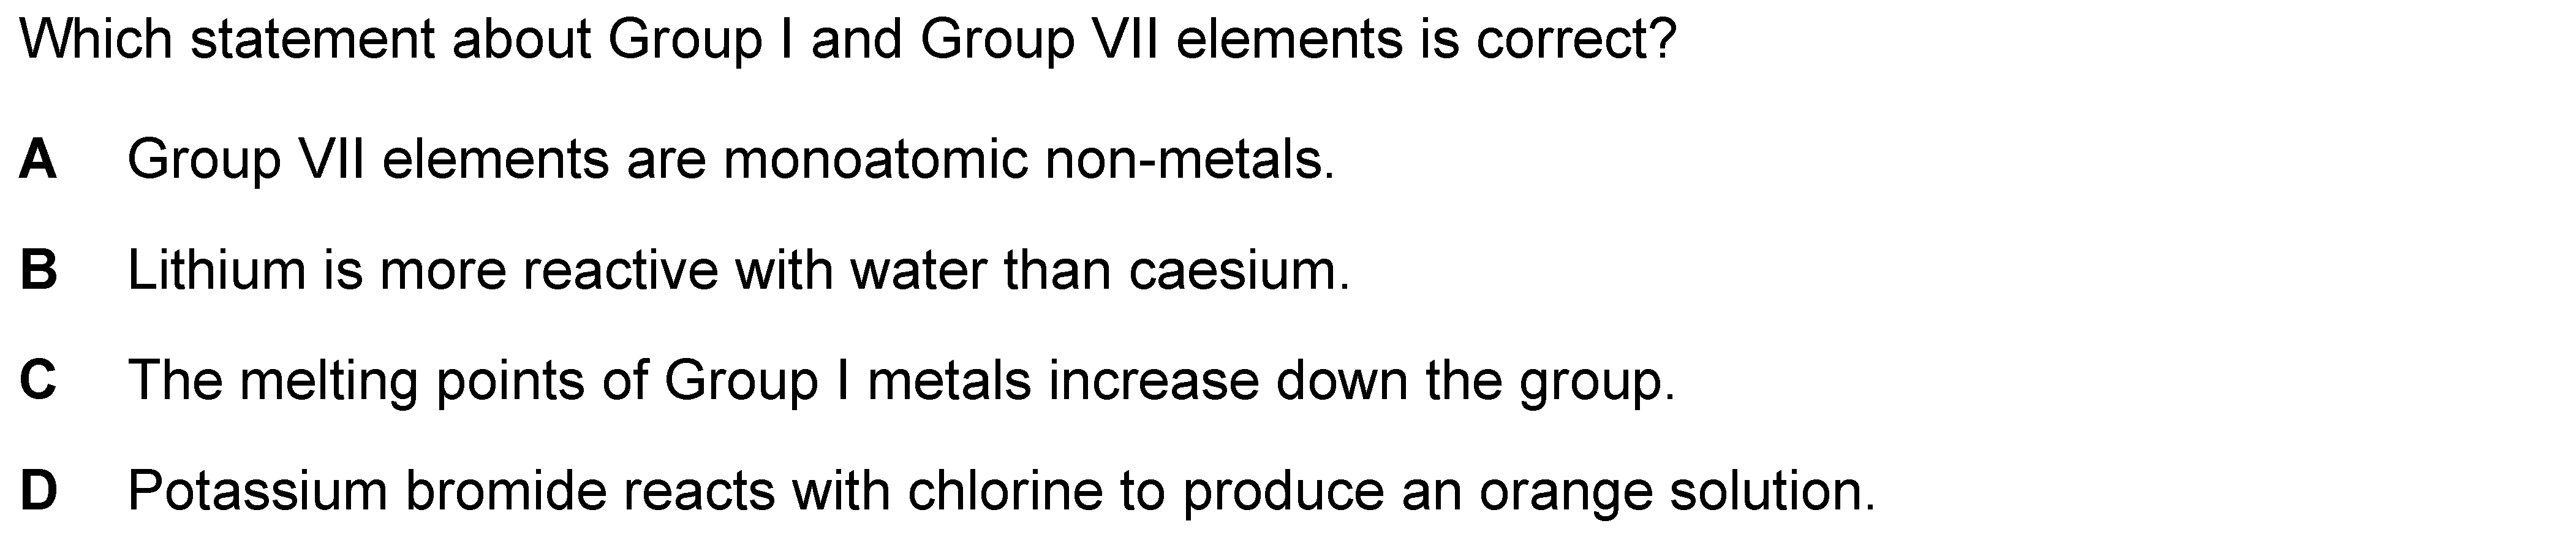 Which statement about Group I and Group VII elements is correct?
A Group VII elements are monoatomic non-metals.
B Lithium is more reactive with water than caesium.
C The melting points of Group I metals increase down the group.
D Potassium bromide reacts with chlorine to produce an orange solution.